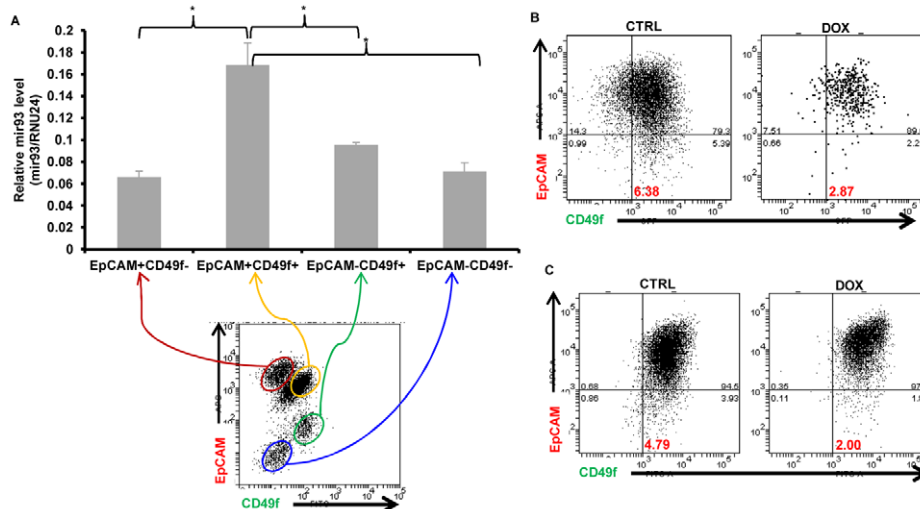 A
Relative mir93 level
(mir93/RNU24)
0.2
0.18
0.16
0.14
0.12
0.1
0.08
0.06
0.04
0.02
0
*
*
*
EpCAM+CD49f-
EpCAM+CD49f+
EpCAM-CD49f+
EpCAM-CD49f-
EpCAM
CD49f
B
CTRL
DOX
14.3
79.3
0.99
5.39
6.38
7.51
0.66
2.87
EpCAM
CD49f
C
CTRL
DOX
0.68
94.5
0.86
3.93
4.79
0.35
0.11
2.00
EpCAM
CD49f